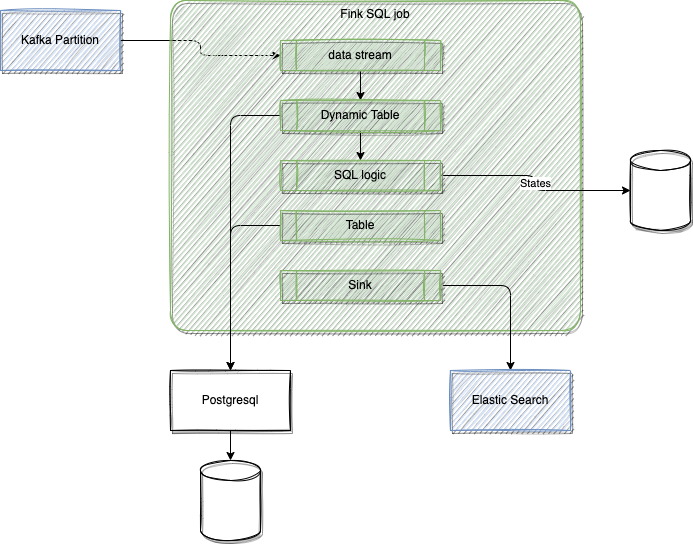 Fink SQL job
Kafka Partition
data stream
Dynamic Table
SQL logic
States
Table
Sink
Postgresql
Elastic Search